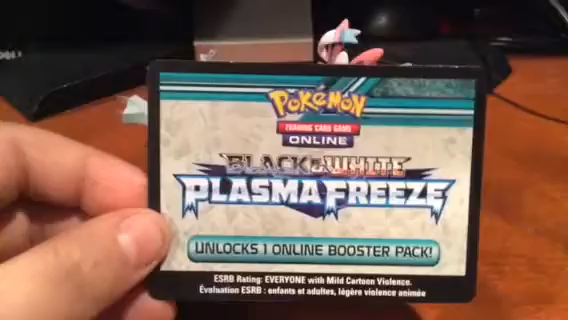 POKéMON
TRADING CARD GAME
ONLINE
BLACK & WHITE
PLASMA FREEZE
UNLOCKS 1 ONLINE BOOSTER PACK!
ESRB Rating: EVERYONE with Mild Cartoon Violence.
Évaluation ESRB : enfants et adultes, légère violence animée